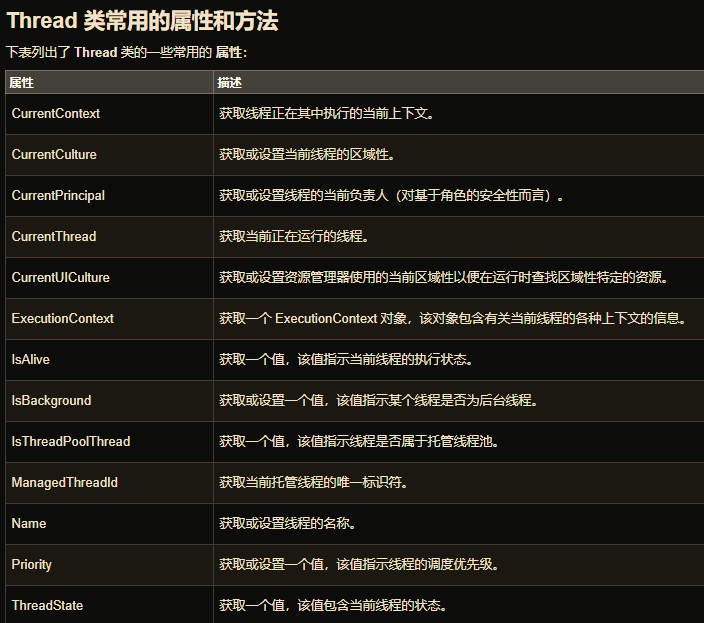 Thread 类常用的属性和方法
下表列出了 Thread 类的一些常用的 属性：
属性 描述
CurrentContext 获取线程正在其中执行的当前上下文。
CurrentCulture 获取或设置当前线程的区域性。
CurrentPrincipal 获取或设置线程的当前负责人（对基于角色的安全性而言）。
CurrentThread 获取当前正在运行的线程。
CurrentUICulture 获取或设置资源管理器使用的当前区域性以便在运行时查找区域性特定的资源。
ExecutionContext 获取一个 ExecutionContext 对象，该对象包含有关当前线程的各种上下文的信息。
IsAlive 获取一个值，该值指示当前线程的执行状态。
IsBackground 获取或设置一个值，该值指示某个线程是否为后台线程。
IsThreadPoolThread 获取一个值，该值指示线程是否属于托管线程池。
ManagedThreadId 获取当前托管线程的唯一标识符。
Name 获取或设置线程的名称。
Priority 获取或设置一个值，该值指示线程的调度优先级。
ThreadState 获取一个值，该值包含当前线程的状态。